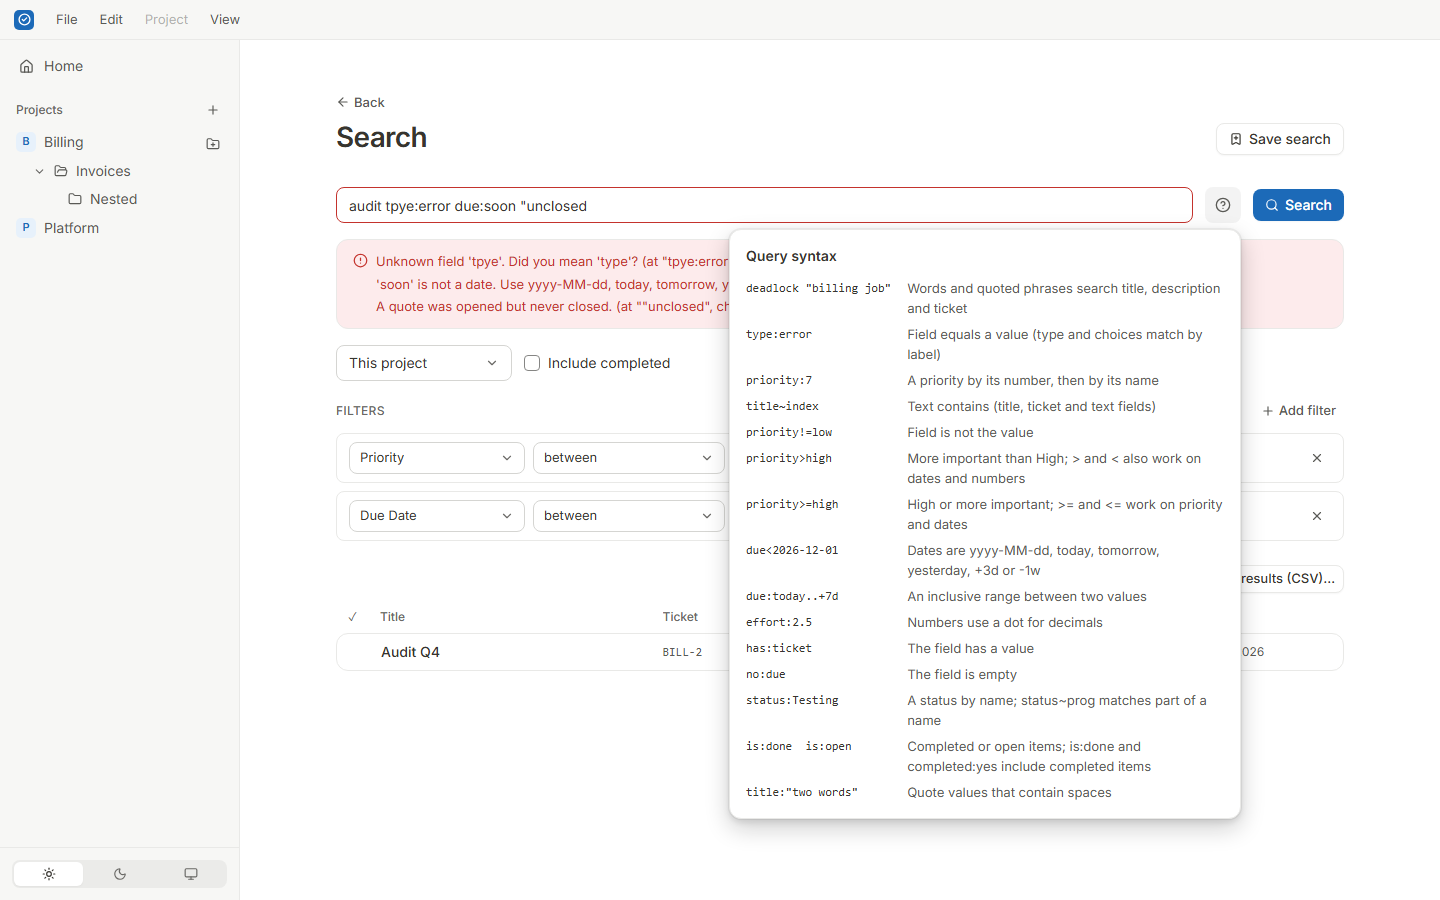 File Edit Project View
Home
Projects
B Billing
Invoices
Nested
P Platform
Back
Search
Save search
audit tpye:error due:soon "unclosed
Search
Unknown field 'tpye'. Did you mean 'type'? (at "tpye:error
'soon' is not a date. Use yyyy-MM-dd, today, tomorrow, y
A quote was opened but never closed. (at ""unclosed", ch
This project
Include completed
FILTERS
Add filter
Priority between
Due Date between
results (CSV)...
Title Ticket
Audit Q4 BILL-2 026
Query syntax
deadlock "billing job" Words and quoted phrases search title, description
and ticket
type:error Field equals a value (type and choices match by
label)
priority:7 A priority by its number, then by its name
title~index Text contains (title, ticket and text fields)
priority!=low Field is not the value
priority>high More important than High; > and < also work on
dates and numbers
priority>=high High or more important; >= and <= work on priority
and dates
due<2026-12-01 Dates are yyyy-MM-dd, today, tomorrow,
yesterday, +3d or -1w
due:today..+7d An inclusive range between two values
effort:2.5 Numbers use a dot for decimals
has:ticket The field has a value
no:due The field is empty
status:Testing A status by name; status~prog matches part of a
name
is:done is:open Completed or open items; is:done and
completed:yes include completed items
title:"two words" Quote values that contain spaces